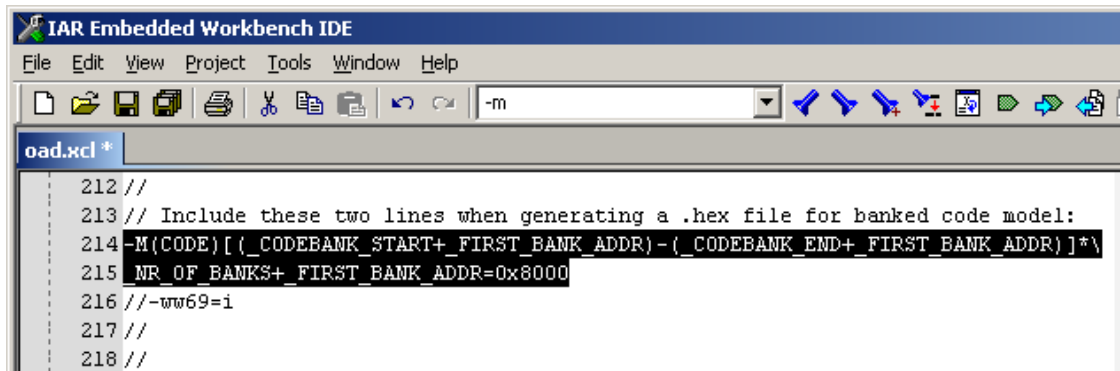 IAR Embedded Workbench IDE
File Edit View Project Tools Window Help
-m
oad.xcl *
212 //
213 // Include these two lines when generating a .hex file for banked code model:
214 -M(CODE)[(_CODEBANK_START+_FIRST_BANK_ADDR)-(_CODEBANK_END+_FIRST_BANK_ADDR)]*\
215 _NR_OF_BANKS+_FIRST_BANK_ADDR=0x8000
216 //-ww69=i
217 //
218 //